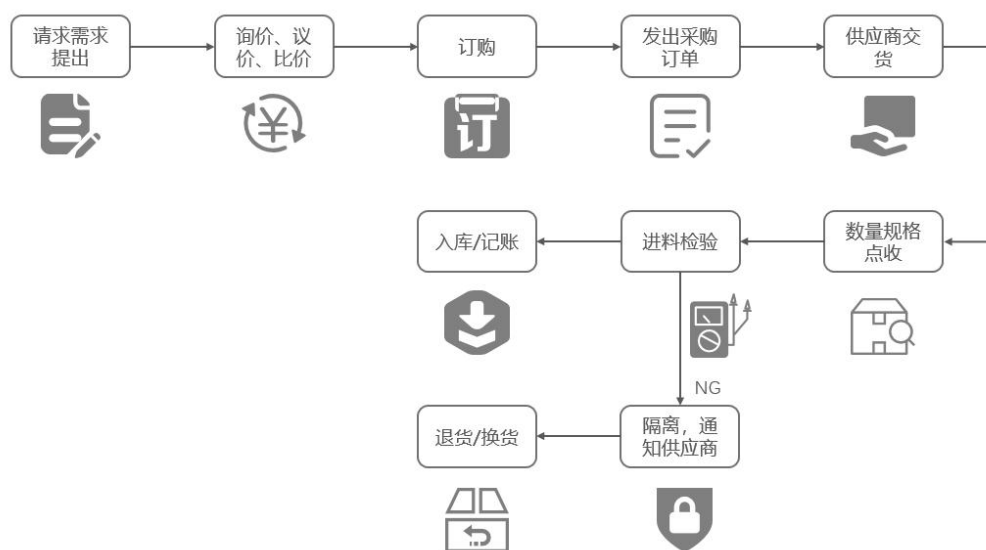 请求需求
提出
询价、议
价、比价
订购
发出采购
订单
供应商交
货
¥
订
入库/记账
进料检验
数量规格
点收
NG
退货/换货
隔离，通
知供应商